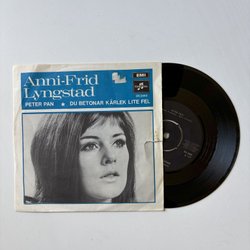 Anni-Frid
Lyngstad
EMI
PETER PAN ● DU BETONAR KÄRLEK LITE FEL